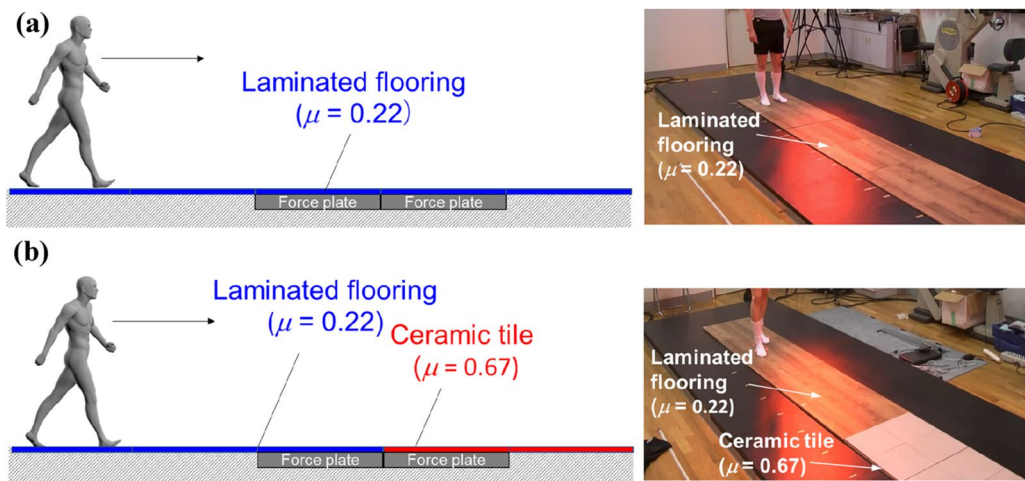 (a)
Laminated flooring
(μ = 0.22)
Force plate
Force plate
Laminated
flooring
(μ = 0.22)
(b)
Laminated flooring
(μ = 0.22)
Ceramic tile
(μ = 0.67)
Force plate
Force plate
Laminated
flooring
(μ = 0.22)
Ceramic tile
(μ = 0.67)